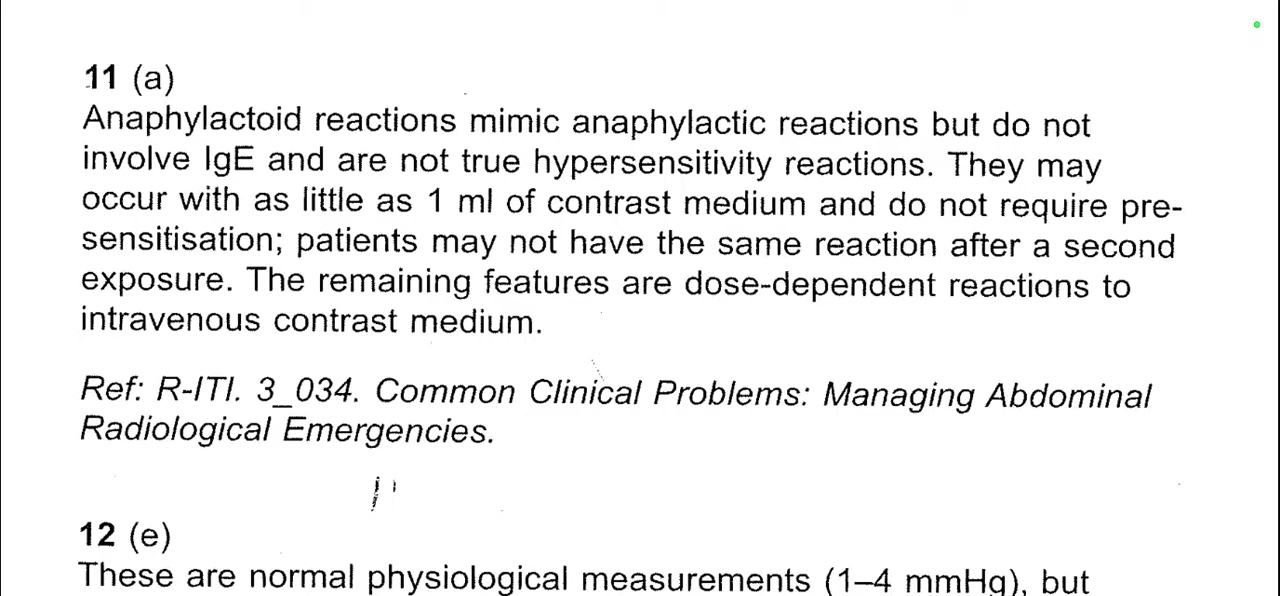 11 (a)
Anaphylactoid reactions mimic anaphylactic reactions but do not
involve IgE and are not true hypersensitivity reactions. They may
occur with as little as 1 ml of contrast medium and do not require pre-
sensitisation; patients may not have the same reaction after a second
exposure. The remaining features are dose-dependent reactions to
intravenous contrast medium.
Ref: R-ITI. 3_034. Common Clinical Problems: Managing Abdominal
Radiological Emergencies.
12 (e)
These are normal physiological measurements (1–4 mmHg), but